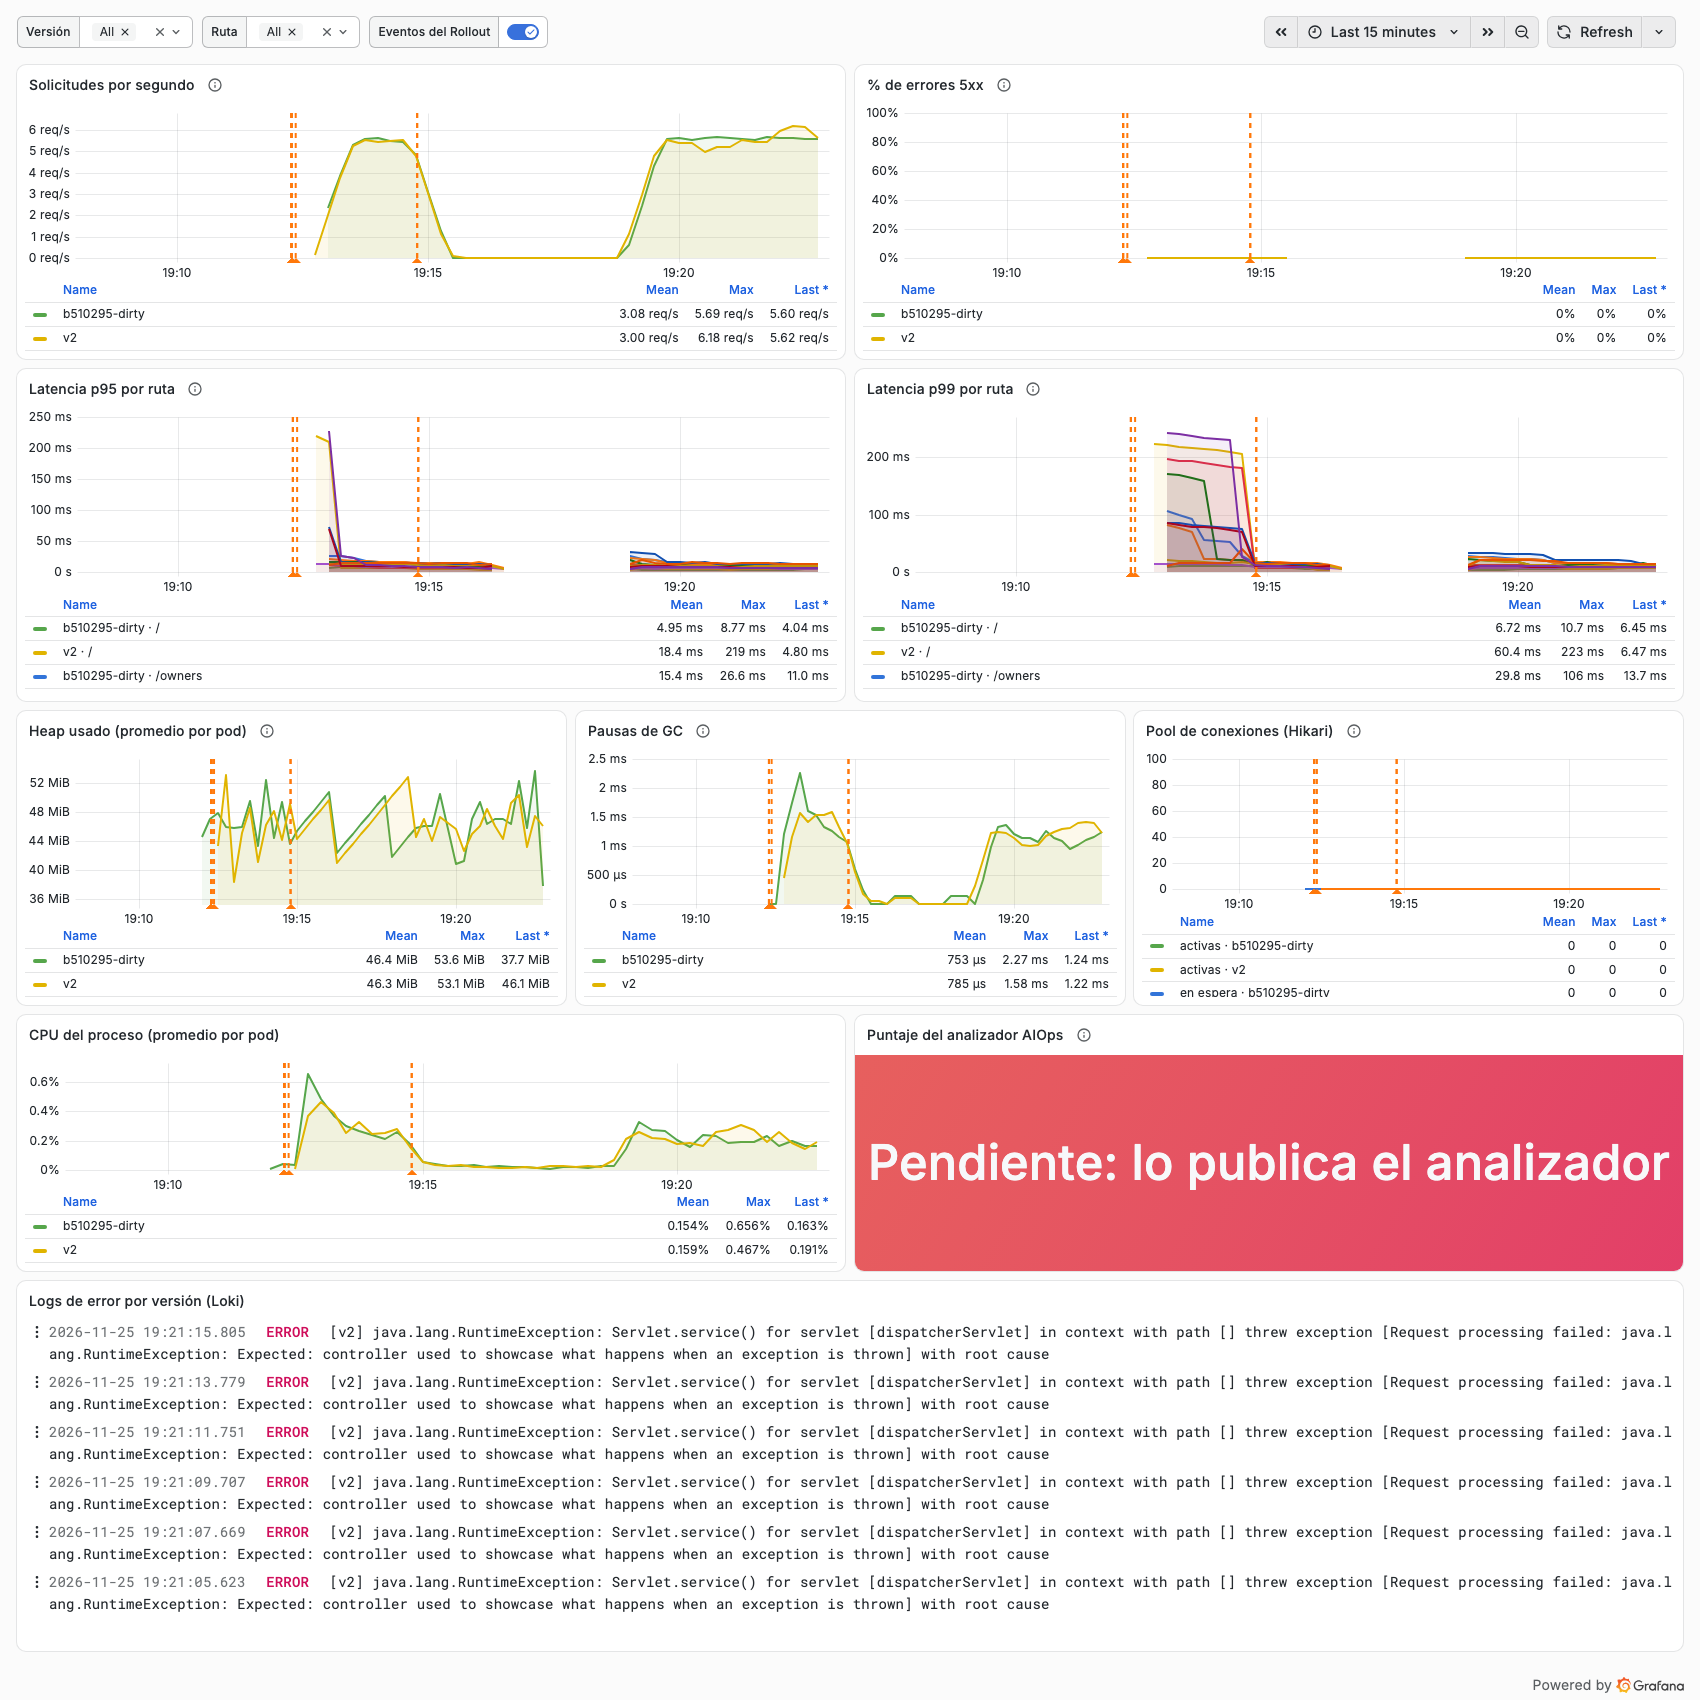 Versión All Ruta All Eventos del Rollout Last 15 minutes Refresh
Solicitudes por segundo
6 req/s
5 req/s
4 req/s
3 req/s
2 req/s
1 req/s
0 req/s
19:10 19:15 19:20
Name Mean Max Last *
b510295-dirty 3.08 req/s 5.69 req/s 5.60 req/s
v2 3.00 req/s 6.18 req/s 5.62 req/s
% de errores 5xx
100%
80%
60%
40%
20%
0%
19:10 19:15 19:20
Name Mean Max Last *
b510295-dirty 0% 0% 0%
v2 0% 0% 0%
Latencia p95 por ruta
250 ms
200 ms
150 ms
100 ms
50 ms
0 s
19:10 19:15 19:20
Name Mean Max Last *
b510295-dirty · / 4.95 ms 8.77 ms 4.04 ms
v2 · / 18.4 ms 219 ms 4.80 ms
b510295-dirty · /owners 15.4 ms 26.6 ms 11.0 ms
Latencia p99 por ruta
200 ms
100 ms
0 s
19:10 19:15 19:20
Name Mean Max Last *
b510295-dirty · / 6.72 ms 10.7 ms 6.45 ms
v2 · / 60.4 ms 223 ms 6.47 ms
b510295-dirty · /owners 29.8 ms 106 ms 13.7 ms
Heap usado (promedio por pod)
52 MiB
48 MiB
44 MiB
40 MiB
36 MiB
19:10 19:15 19:20
Name Mean Max Last *
b510295-dirty 46.4 MiB 53.6 MiB 37.7 MiB
v2 46.3 MiB 53.1 MiB 46.1 MiB
Pausas de GC
2.5 ms
2 ms
1.5 ms
1 ms
500 µs
0 s
19:10 19:15 19:20
Name Mean Max Last *
b510295-dirty 753 µs 2.27 ms 1.24 ms
v2 785 µs 1.58 ms 1.22 ms
Pool de conexiones (Hikari)
100
80
60
40
20
0
19:10 19:15 19:20
Name Mean Max Last *
activas · b510295-dirty 0 0 0
activas · v2 0 0 0
en espera · b510295-dirty 0 0 0
CPU del proceso (promedio por pod)
0.6%
0.4%
0.2%
0%
19:10 19:15 19:20
Name Mean Max Last *
b510295-dirty 0.154% 0.656% 0.163%
v2 0.159% 0.467% 0.191%
Puntaje del analizador AIOps
Pendiente: lo publica el analizador
Logs de error por versión (Loki)
2026-11-25 19:21:15.805 ERROR [v2] java.lang.RuntimeException: Servlet.service() for servlet [dispatcherServlet] in context with path [] threw exception [Request processing failed: java.l
ang.RuntimeException: Expected: controller used to showcase what happens when an exception is thrown] with root cause
2026-11-25 19:21:13.779 ERROR [v2] java.lang.RuntimeException: Servlet.service() for servlet [dispatcherServlet] in context with path [] threw exception [Request processing failed: java.l
ang.RuntimeException: Expected: controller used to showcase what happens when an exception is thrown] with root cause
2026-11-25 19:21:11.751 ERROR [v2] java.lang.RuntimeException: Servlet.service() for servlet [dispatcherServlet] in context with path [] threw exception [Request processing failed: java.l
ang.RuntimeException: Expected: controller used to showcase what happens when an exception is thrown] with root cause
2026-11-25 19:21:09.707 ERROR [v2] java.lang.RuntimeException: Servlet.service() for servlet [dispatcherServlet] in context with path [] threw exception [Request processing failed: java.l
ang.RuntimeException: Expected: controller used to showcase what happens when an exception is thrown] with root cause
2026-11-25 19:21:07.669 ERROR [v2] java.lang.RuntimeException: Servlet.service() for servlet [dispatcherServlet] in context with path [] threw exception [Request processing failed: java.l
ang.RuntimeException: Expected: controller used to showcase what happens when an exception is thrown] with root cause
2026-11-25 19:21:05.623 ERROR [v2] java.lang.RuntimeException: Servlet.service() for servlet [dispatcherServlet] in context with path [] threw exception [Request processing failed: java.l
ang.RuntimeException: Expected: controller used to showcase what happens when an exception is thrown] with root cause
Powered by Grafana